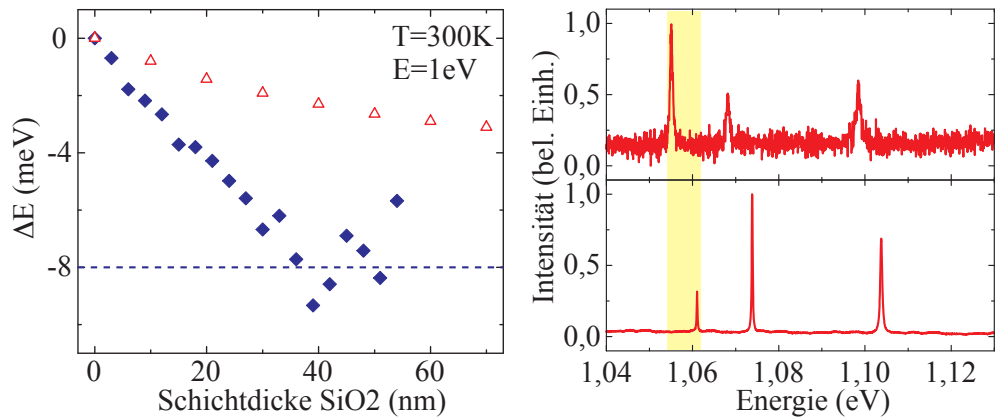 T=300K
E=1eV
0
-4
-8
ΔE (meV)
0 20 40 60
Schichtdicke SiO2 (nm)
1,0
0,5
0,0
1,0
0,5
0,0
Intensität (bel. Einh.)
1,04 1,06 1,08 1,10 1,12
Energie (eV)